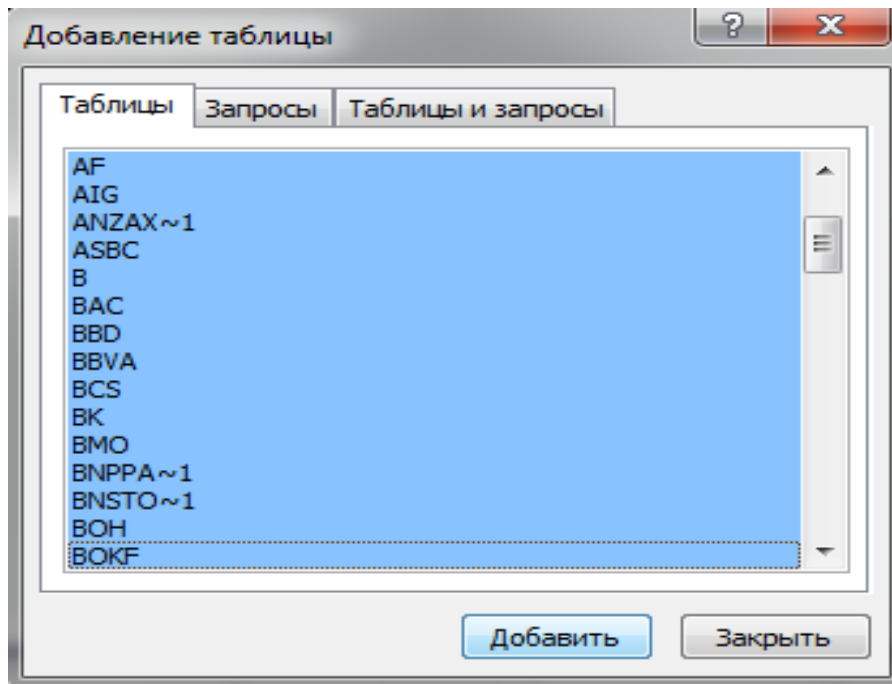 Добавление таблицы
Таблицы Запросы Таблицы и запросы
AF
AIG
ANZAX~1
ASBC
B
BAC
BBD
BBVA
BCS
BK
BMO
BNPPA~1
BNSTO~1
BOH
BOKF
Добавить Закрыть